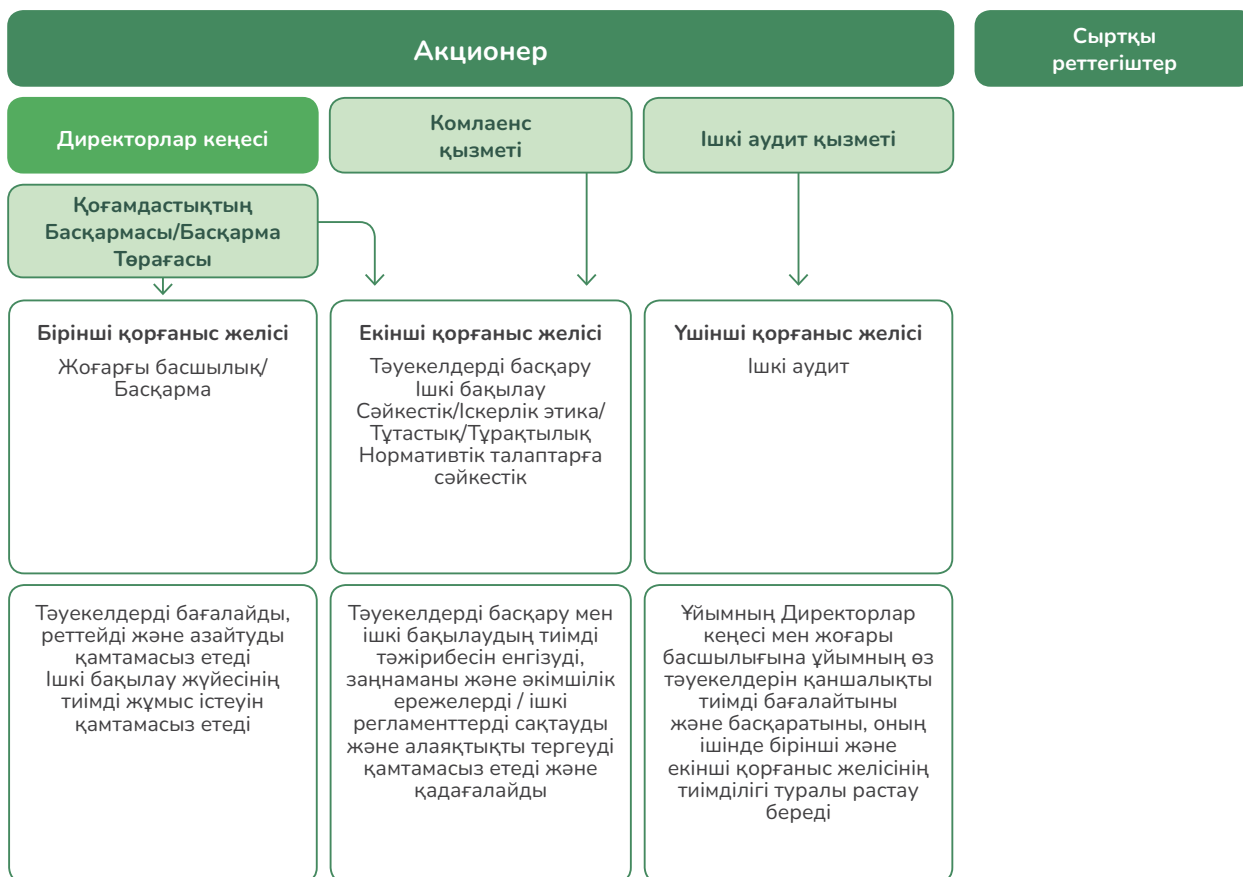 Акционер
Сыртқы
реттегіштер
Директорлар кеңесі
Комлаенс
қызметі
Ішкі аудит қызметі
Қоғамдастықтың
Басқармасы/Басқарма
Төрағасы
Бірінші қорғаныс желісі
Жоғарғы басшылық/
Басқарма
Екінші қорғаныс желісі
Тәуекелдерді басқару
Ішкі бақылау
Сәйкестік/Іскерлік этика/
Тұтастық/Тұрақтылық
Нормативтік талаптарға
сәйкестік
Үшінші қорғаныс желісі
Ішкі аудит
Тәуекелдерді бағалайды,
реттейді және азайтуды
қамтамасыз етеді
Ішкі бақылау жүйесінің
тиімді жұмыс істеуін
қамтамасыз етеді
Тәуекелдерді басқару мен
ішкі бақылаудың тиімді
тәжірибесін енгізуді,
заңнаманы және әкімшілік
ережелерді / ішкі
регламенттерді сақтауды
және алаяқтықты тергеуді
қамтамасыз етеді және
қадағалайды
Ұйымның Директорлар
кеңесі мен жоғары
басшылығына ұйымның өз
тәуекелдерін қаншалықты
тиімді бағалайтыны
және басқаратыны, оның
ішінде бірінші және
екінші қорғаныс желісінің
тиімділігі туралы растау
береді